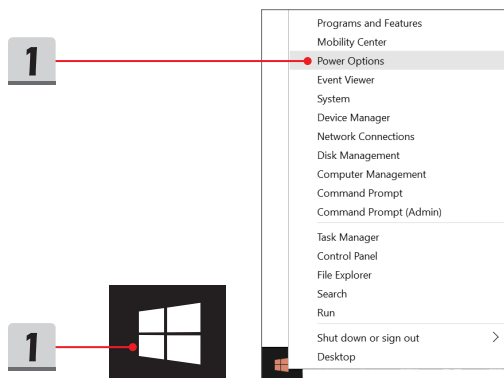 Programs and Features
Mobility Center
1
Power Options
Event Viewer
System
Device Manager
Network Connections
Disk Management
Computer Management
Command Prompt
Command Prompt (Admin)
Task Manager
Control Panel
File Explorer
Search
Run
1
Shut down or sign out
Desktop